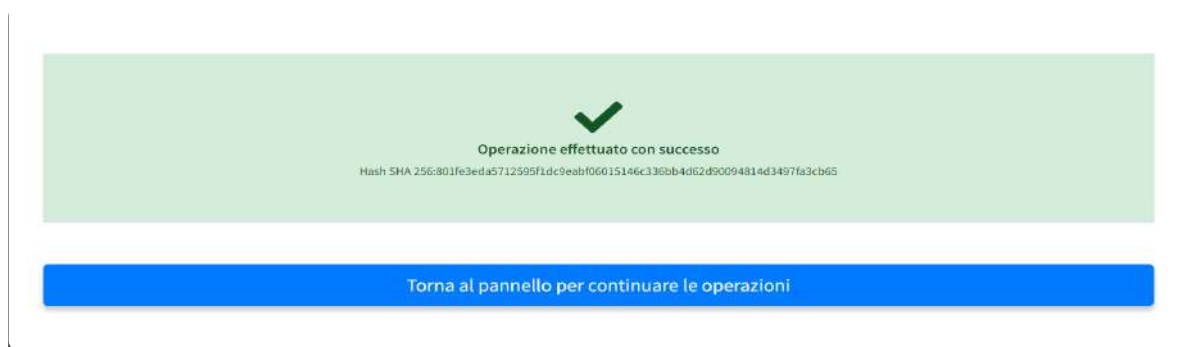 Operazione effettuato con successo
Hash SHA 256:801fe3eda5712595f1dc9eabf06015146c336bb4d62d90094814d3497fa3cb65
Torna al pannello per continuare le operazioni